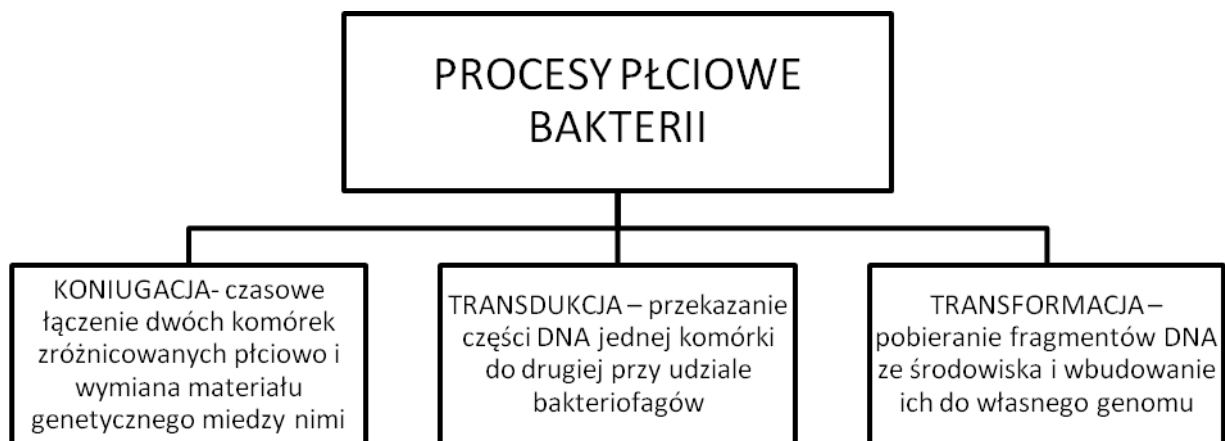 PROCESY PŁCIOWE
BAKTERII
KONIUGACJA- czasowe
łączenie dwóch komórek
zróżnicowanych płciowo i
wymiana materiału
genetycznego miedzy nimi
TRANSDUKCJA – przekazanie
części DNA jednej komórki
do drugiej przy udziale
bakteriofagów
TRANSFORMACJA –
pobieranie fragmentów DNA
ze środowiska i wbudowanie
ich do własnego genomu